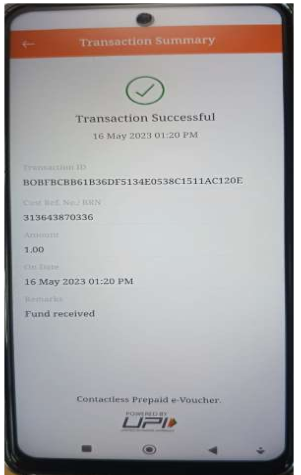 Transaction Summary
Transaction Successful
16 May 2023 01:20 PM
Transaction ID
BOBFBCBB61B36DF5134E0538C1511AC120E
Cust Ref. No./ RRN
313643870336
Amount
1.00
On Date
16 May 2023 01:20 PM
Remarks
Fund received
Contactless Prepaid e-Voucher.
POWERED BY
UPI